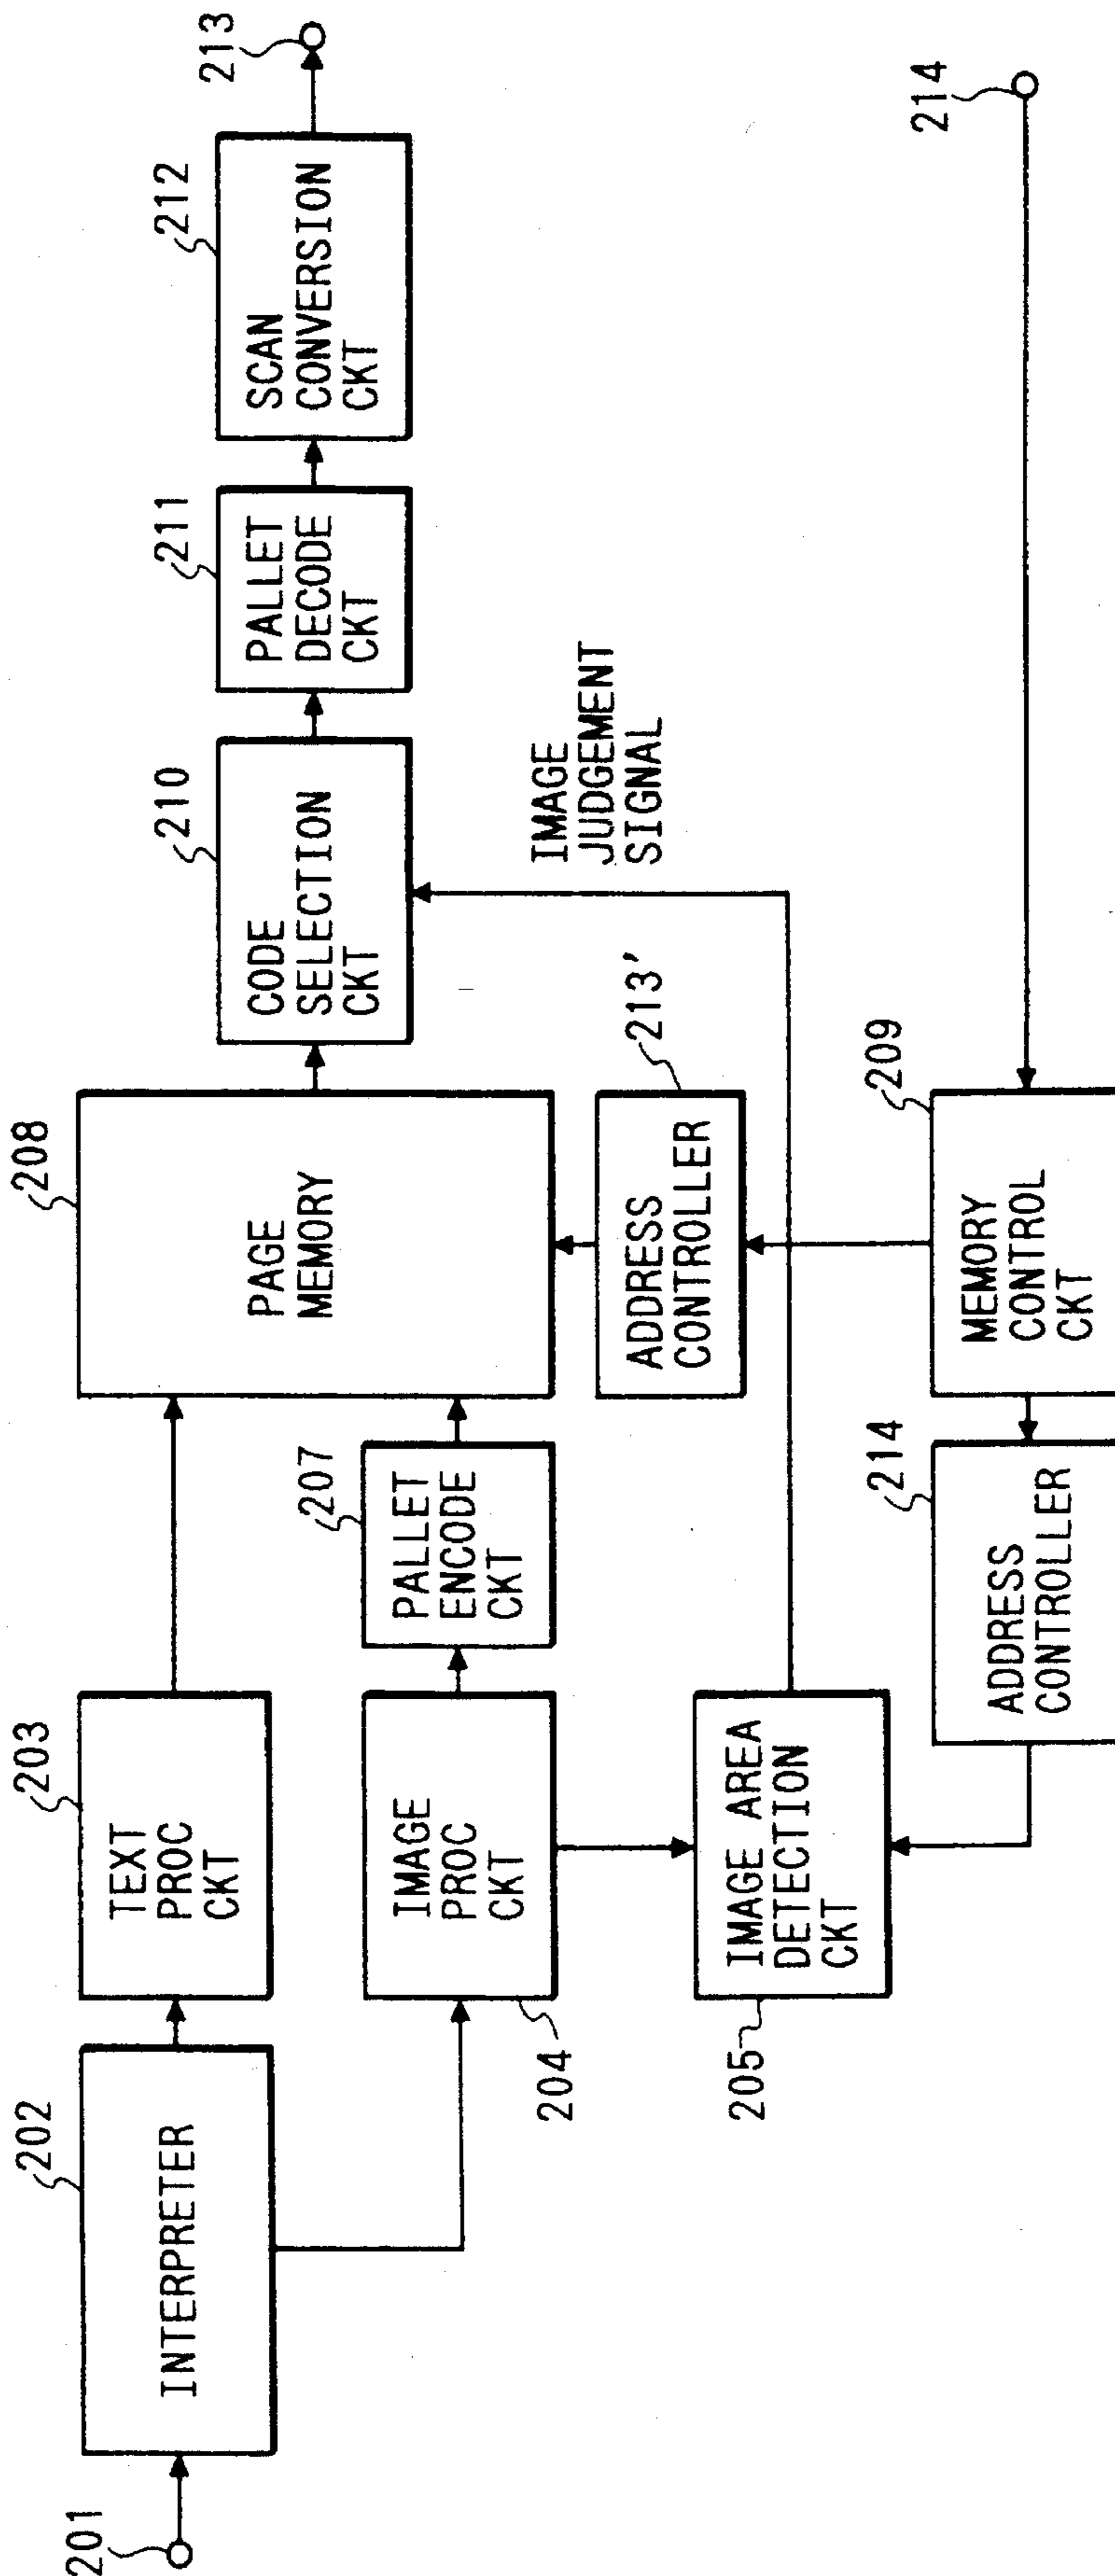 201
202
INTERPRETER
203
TEXT
PROC
CKT
204
IMAGE
PROC
CKT
205
IMAGE AREA
DETECTION
CKT
207
PALLET
ENCODE
CKT
208
PAGE
MEMORY
213'
ADDRESS
CONTROLLER
209
MEMORY
CONTROL
CKT
214
ADDRESS
CONTROLLER
210
CODE
SELECTION
CKT
IMAGE
JUDGEMENT
SIGNAL
211
PALLET
DECODE
CKT
212
SCAN
CONVERSION
CKT
213
214